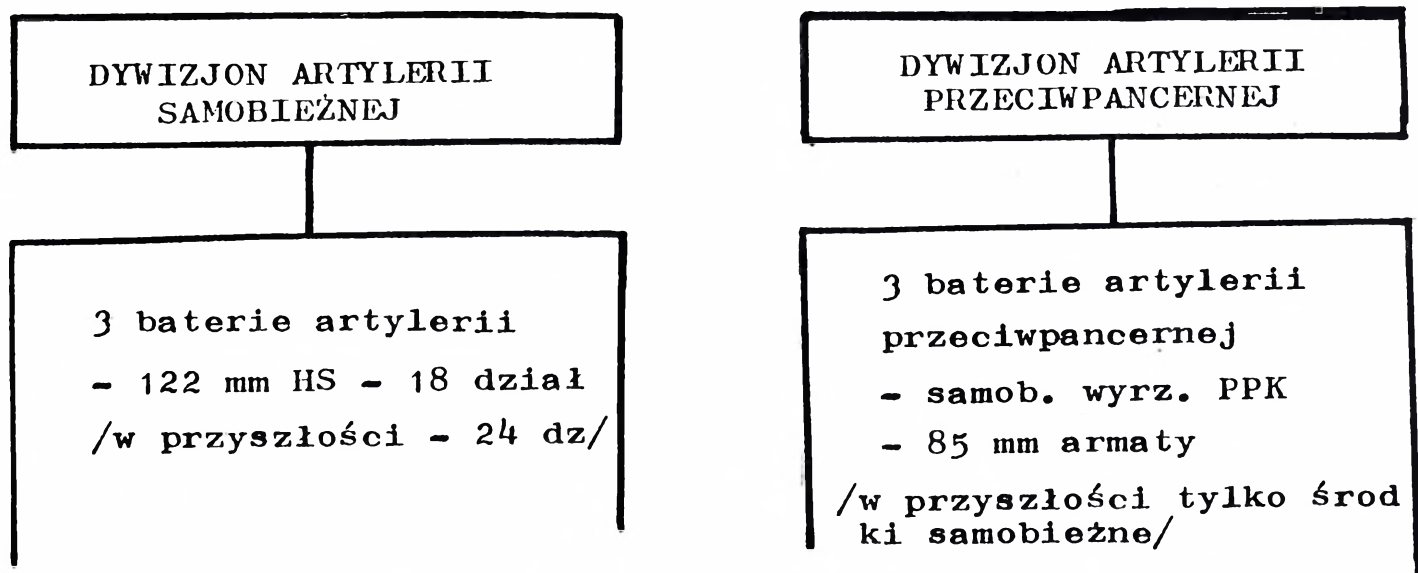 DYWIZJON ARTYLERII
SAMOBIEŻNEJ
3 baterie artylerii
- 122 mm HS - 18 dział
/w przyszłości - 24 dz/
DYWIZJON ARTYLERII
PRZECIWPANCERNEJ
3 baterie artylerii
przeciwpancernej
- samob. wyrz. PPK
- 85 mm armaty
/w przyszłości tylko środ
ki samobieżne/